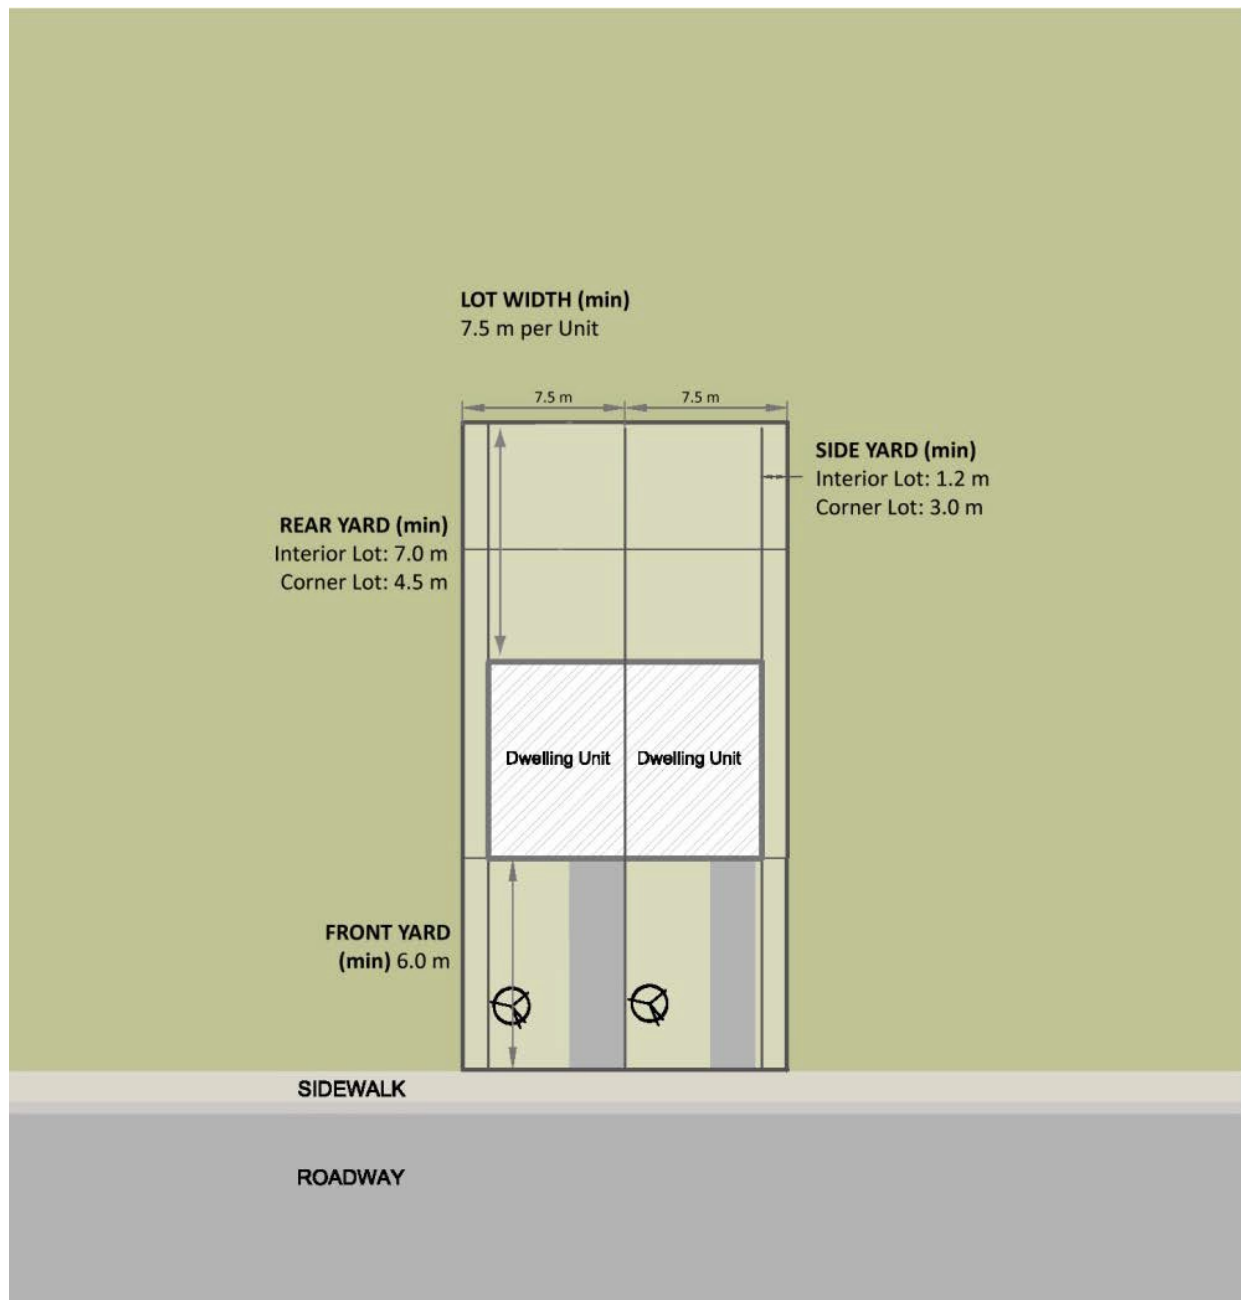 LOT WIDTH (min)
7.5 m per Unit
7.5 m
7.5 m
SIDE YARD (min)
Interior Lot: 1.2 m
Corner Lot: 3.0 m
REAR YARD (min)
Interior Lot: 7.0 m
Corner Lot: 4.5 m
Dwelling Unit
Dwelling Unit
FRONT YARD
(min) 6.0 m
SIDEWALK
ROADWAY